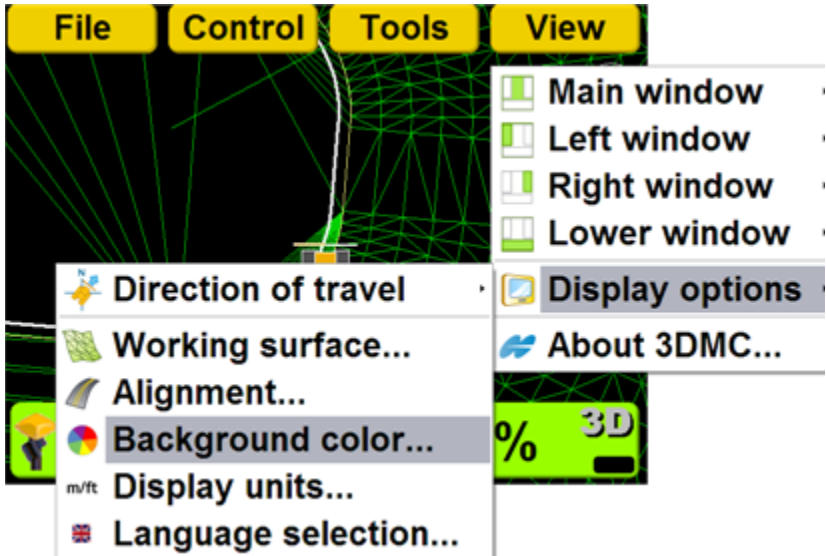 File Control Tools View
Main window
Left window
Right window
Lower window
Display options
About 3DMC...
N
Direction of travel
Working surface...
Alignment...
Background color...
m/ft Display units...
Language selection...
% 3D